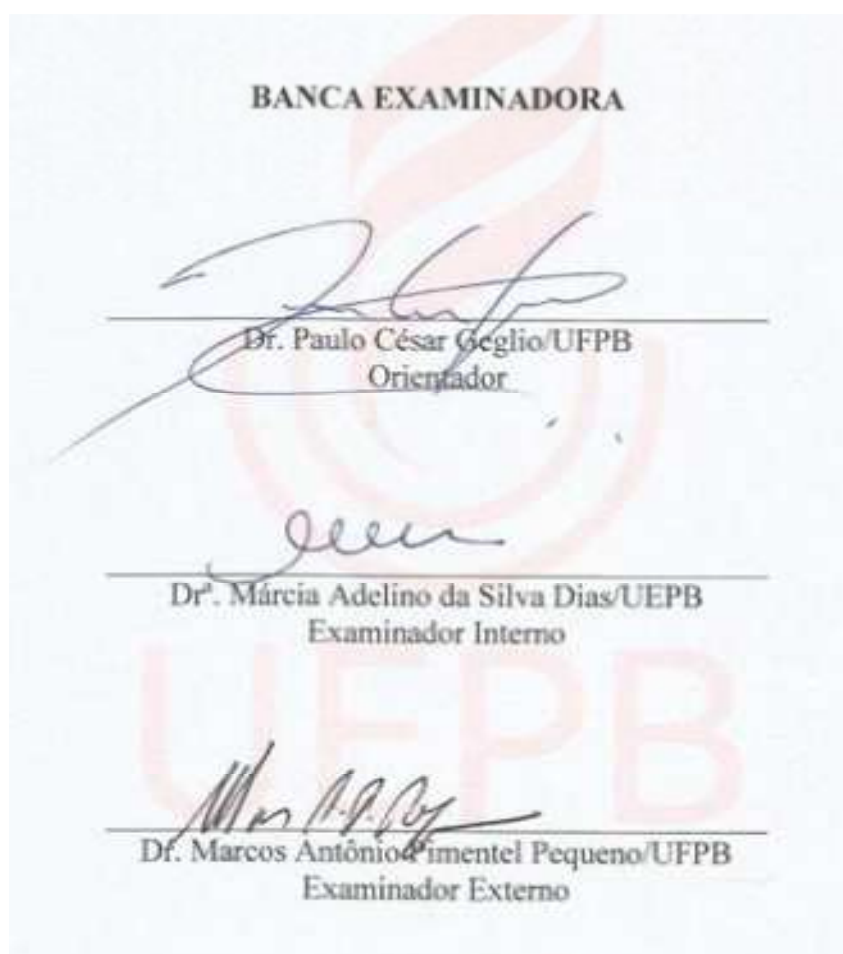 BANCA EXAMINADORA
Dr. Paulo César Geglio/UFPB
Orientador
Drª. Márcia Adelino da Silva Dias/UEPB
Examinador Interno
UEPB
Dr. Marcos Antônio Pimentel Pequeno/UFPB
Examinador Externo